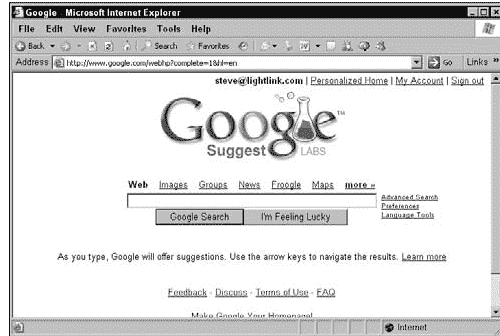 Google - Microsoft Internet Explorer
File Edit View Favorites Tools Help
Back Search Favorites
Address http://www.google.com/webhp?complete=1&hl=en Go Links »
steve@lightlink.com | Personalized Home | My Account | Sign out
Google™
Suggest LABS
Web Images Groups News Froogle Maps more »
Advanced Search
Preferences
Language Tools
Google Search I'm Feeling Lucky
As you type, Google will offer suggestions. Use the arrow keys to navigate the results. Learn more
Feedback - Discuss - Terms of Use - FAQ
Make Google Your Homepage!
Internet